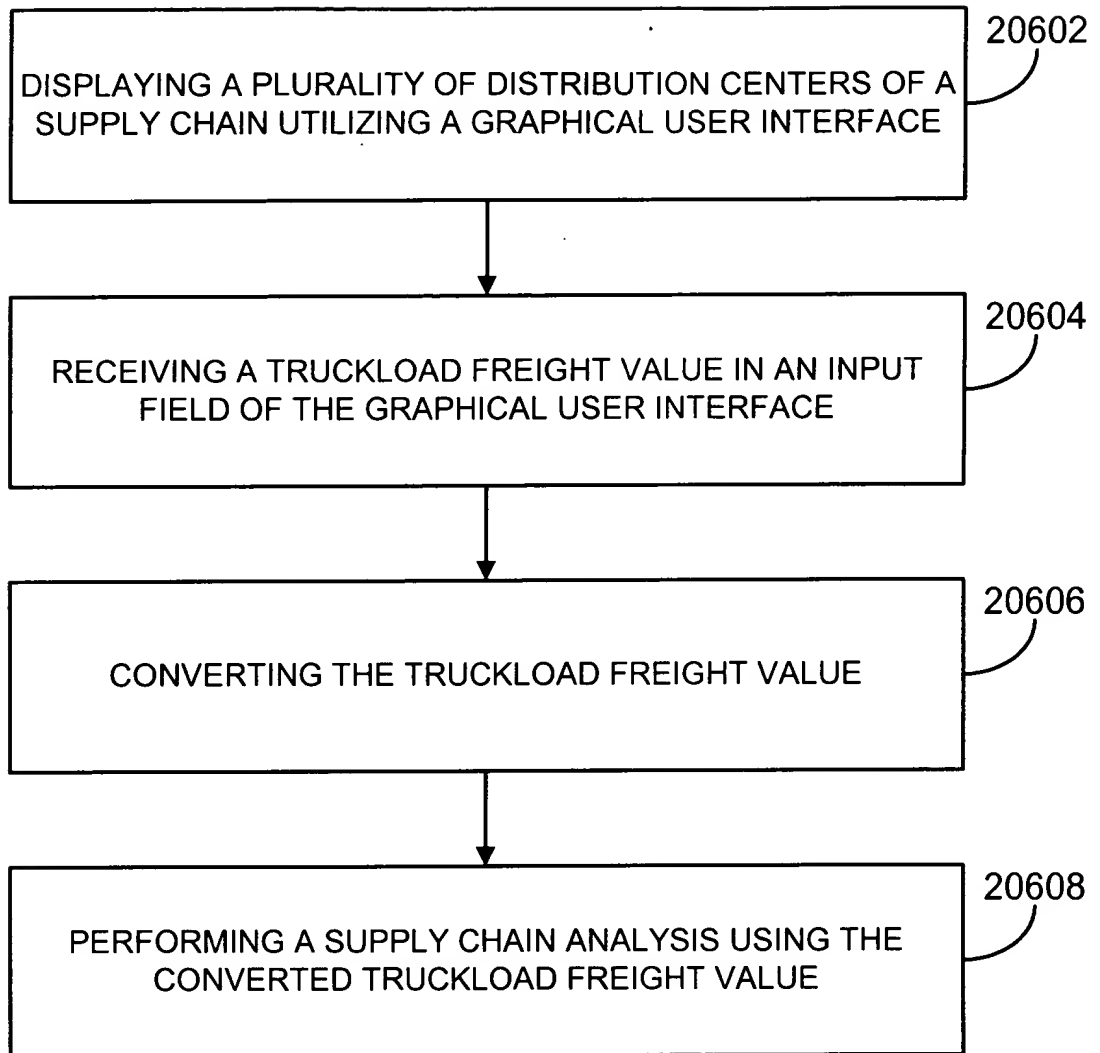 20602
DISPLAYING A PLURALITY OF DISTRIBUTION CENTERS OF A
SUPPLY CHAIN UTILIZING A GRAPHICAL USER INTERFACE
20604
RECEIVING A TRUCKLOAD FREIGHT VALUE IN AN INPUT
FIELD OF THE GRAPHICAL USER INTERFACE
20606
CONVERTING THE TRUCKLOAD FREIGHT VALUE
20608
PERFORMING A SUPPLY CHAIN ANALYSIS USING THE
CONVERTED TRUCKLOAD FREIGHT VALUE